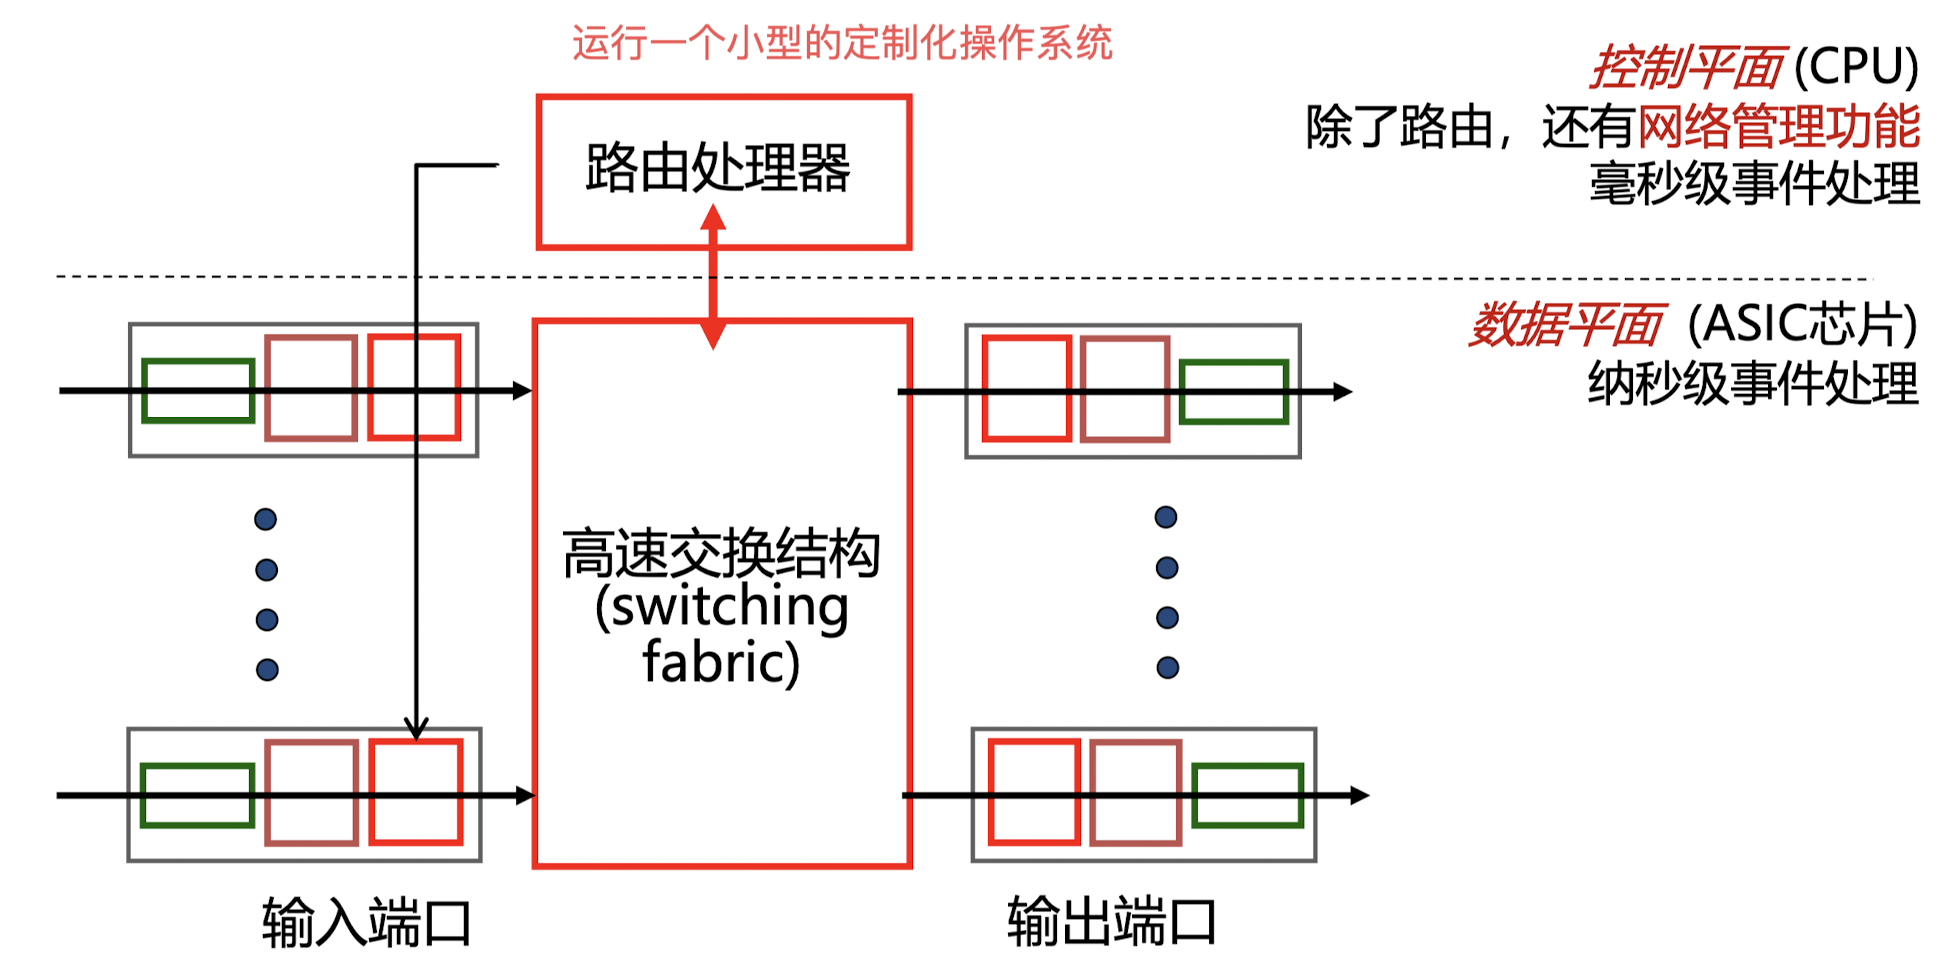 运行一个小型的定制化操作系统
控制平面 (CPU)
除了路由，还有网络管理功能
毫秒级事件处理
路由处理器
数据平面 (ASIC芯片)
纳秒级事件处理
高速交换结构
(switching
fabric)
输入端口
输出端口